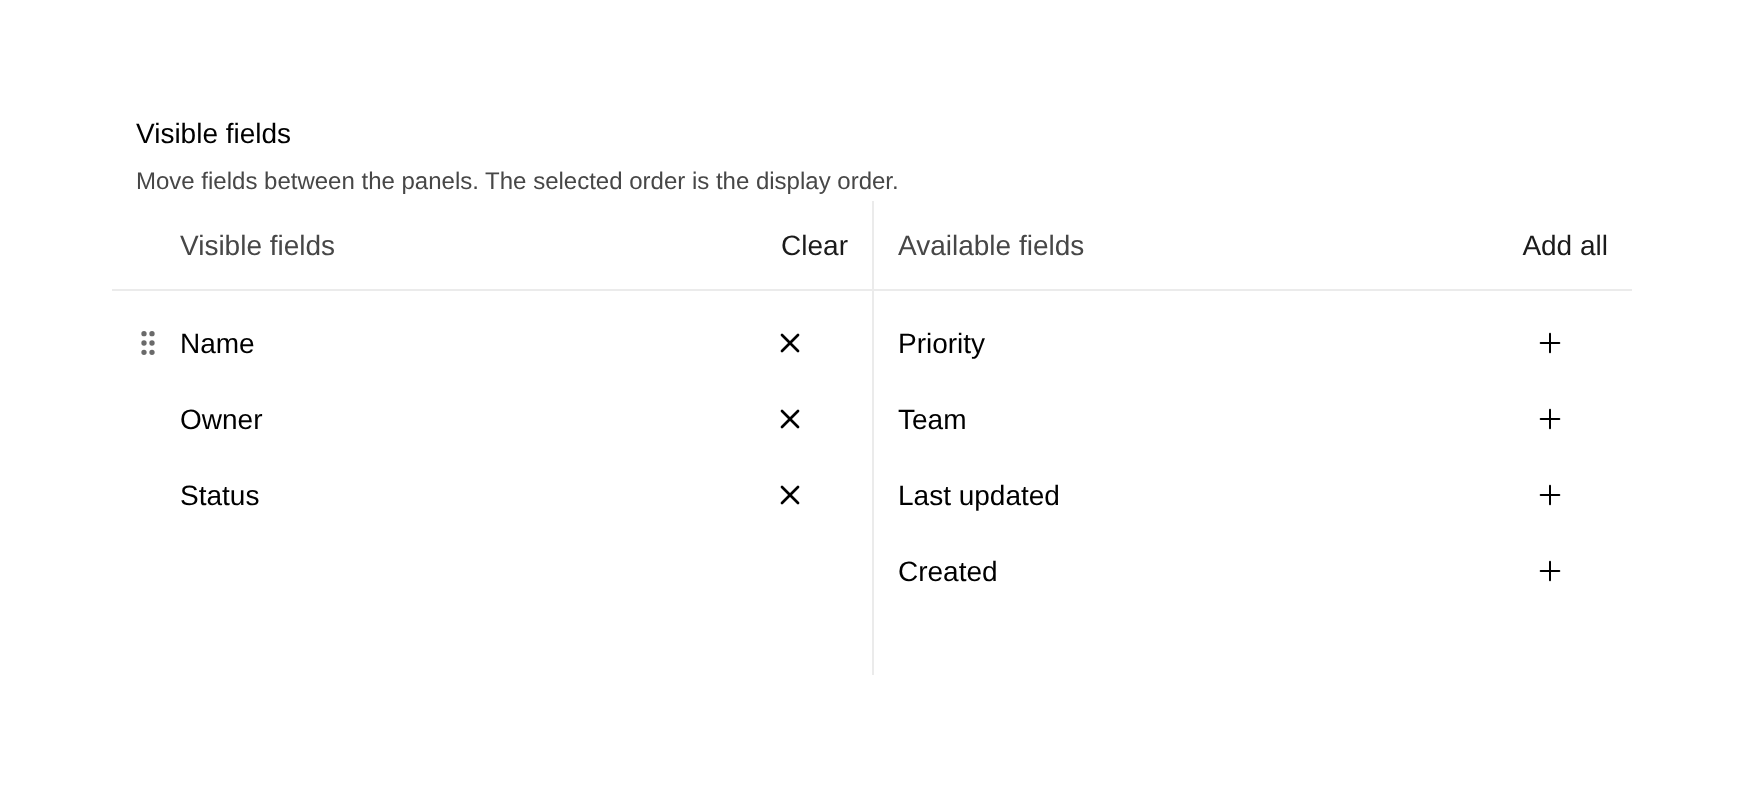 Visible fields
Move fields between the panels. The selected order is the display order.
Visible fields Clear Available fields Add all
Name Priority
Owner Team
Status Last updated
Created